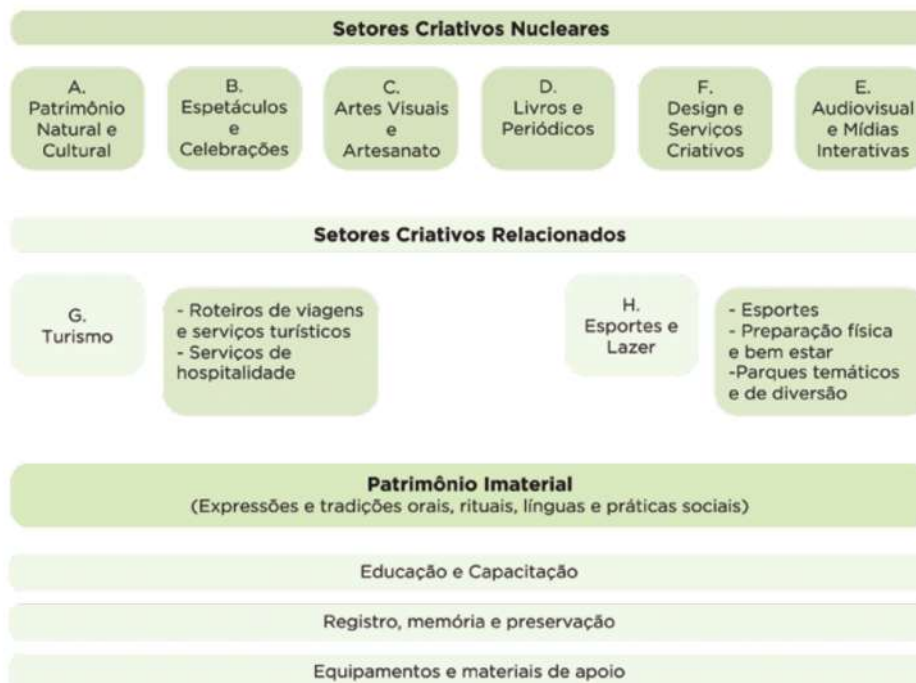 Setores Criativos Nucleares
A.
Patrimônio
Natural e
Cultural
B.
Espetáculos
e
Celebrações
C.
Artes Visuais
e
Artesanato
D.
Livros e
Periódicos
F.
Design e
Serviços
Criativos
E.
Audiovisual
e Mídias
Interativas
Setores Criativos Relacionados
G.
Turismo
- Roteiros de viagens
e serviços turísticos
- Serviços de
hospitalidade
H.
Esportes e
Lazer
- Esportes
- Preparação física
e bem estar
-Parques temáticos
e de diversão
Patrimônio Imaterial
(Expressões e tradições orais, rituais, línguas e práticas sociais)
Educação e Capacitação
Registro, memória e preservação
Equipamentos e materiais de apoio